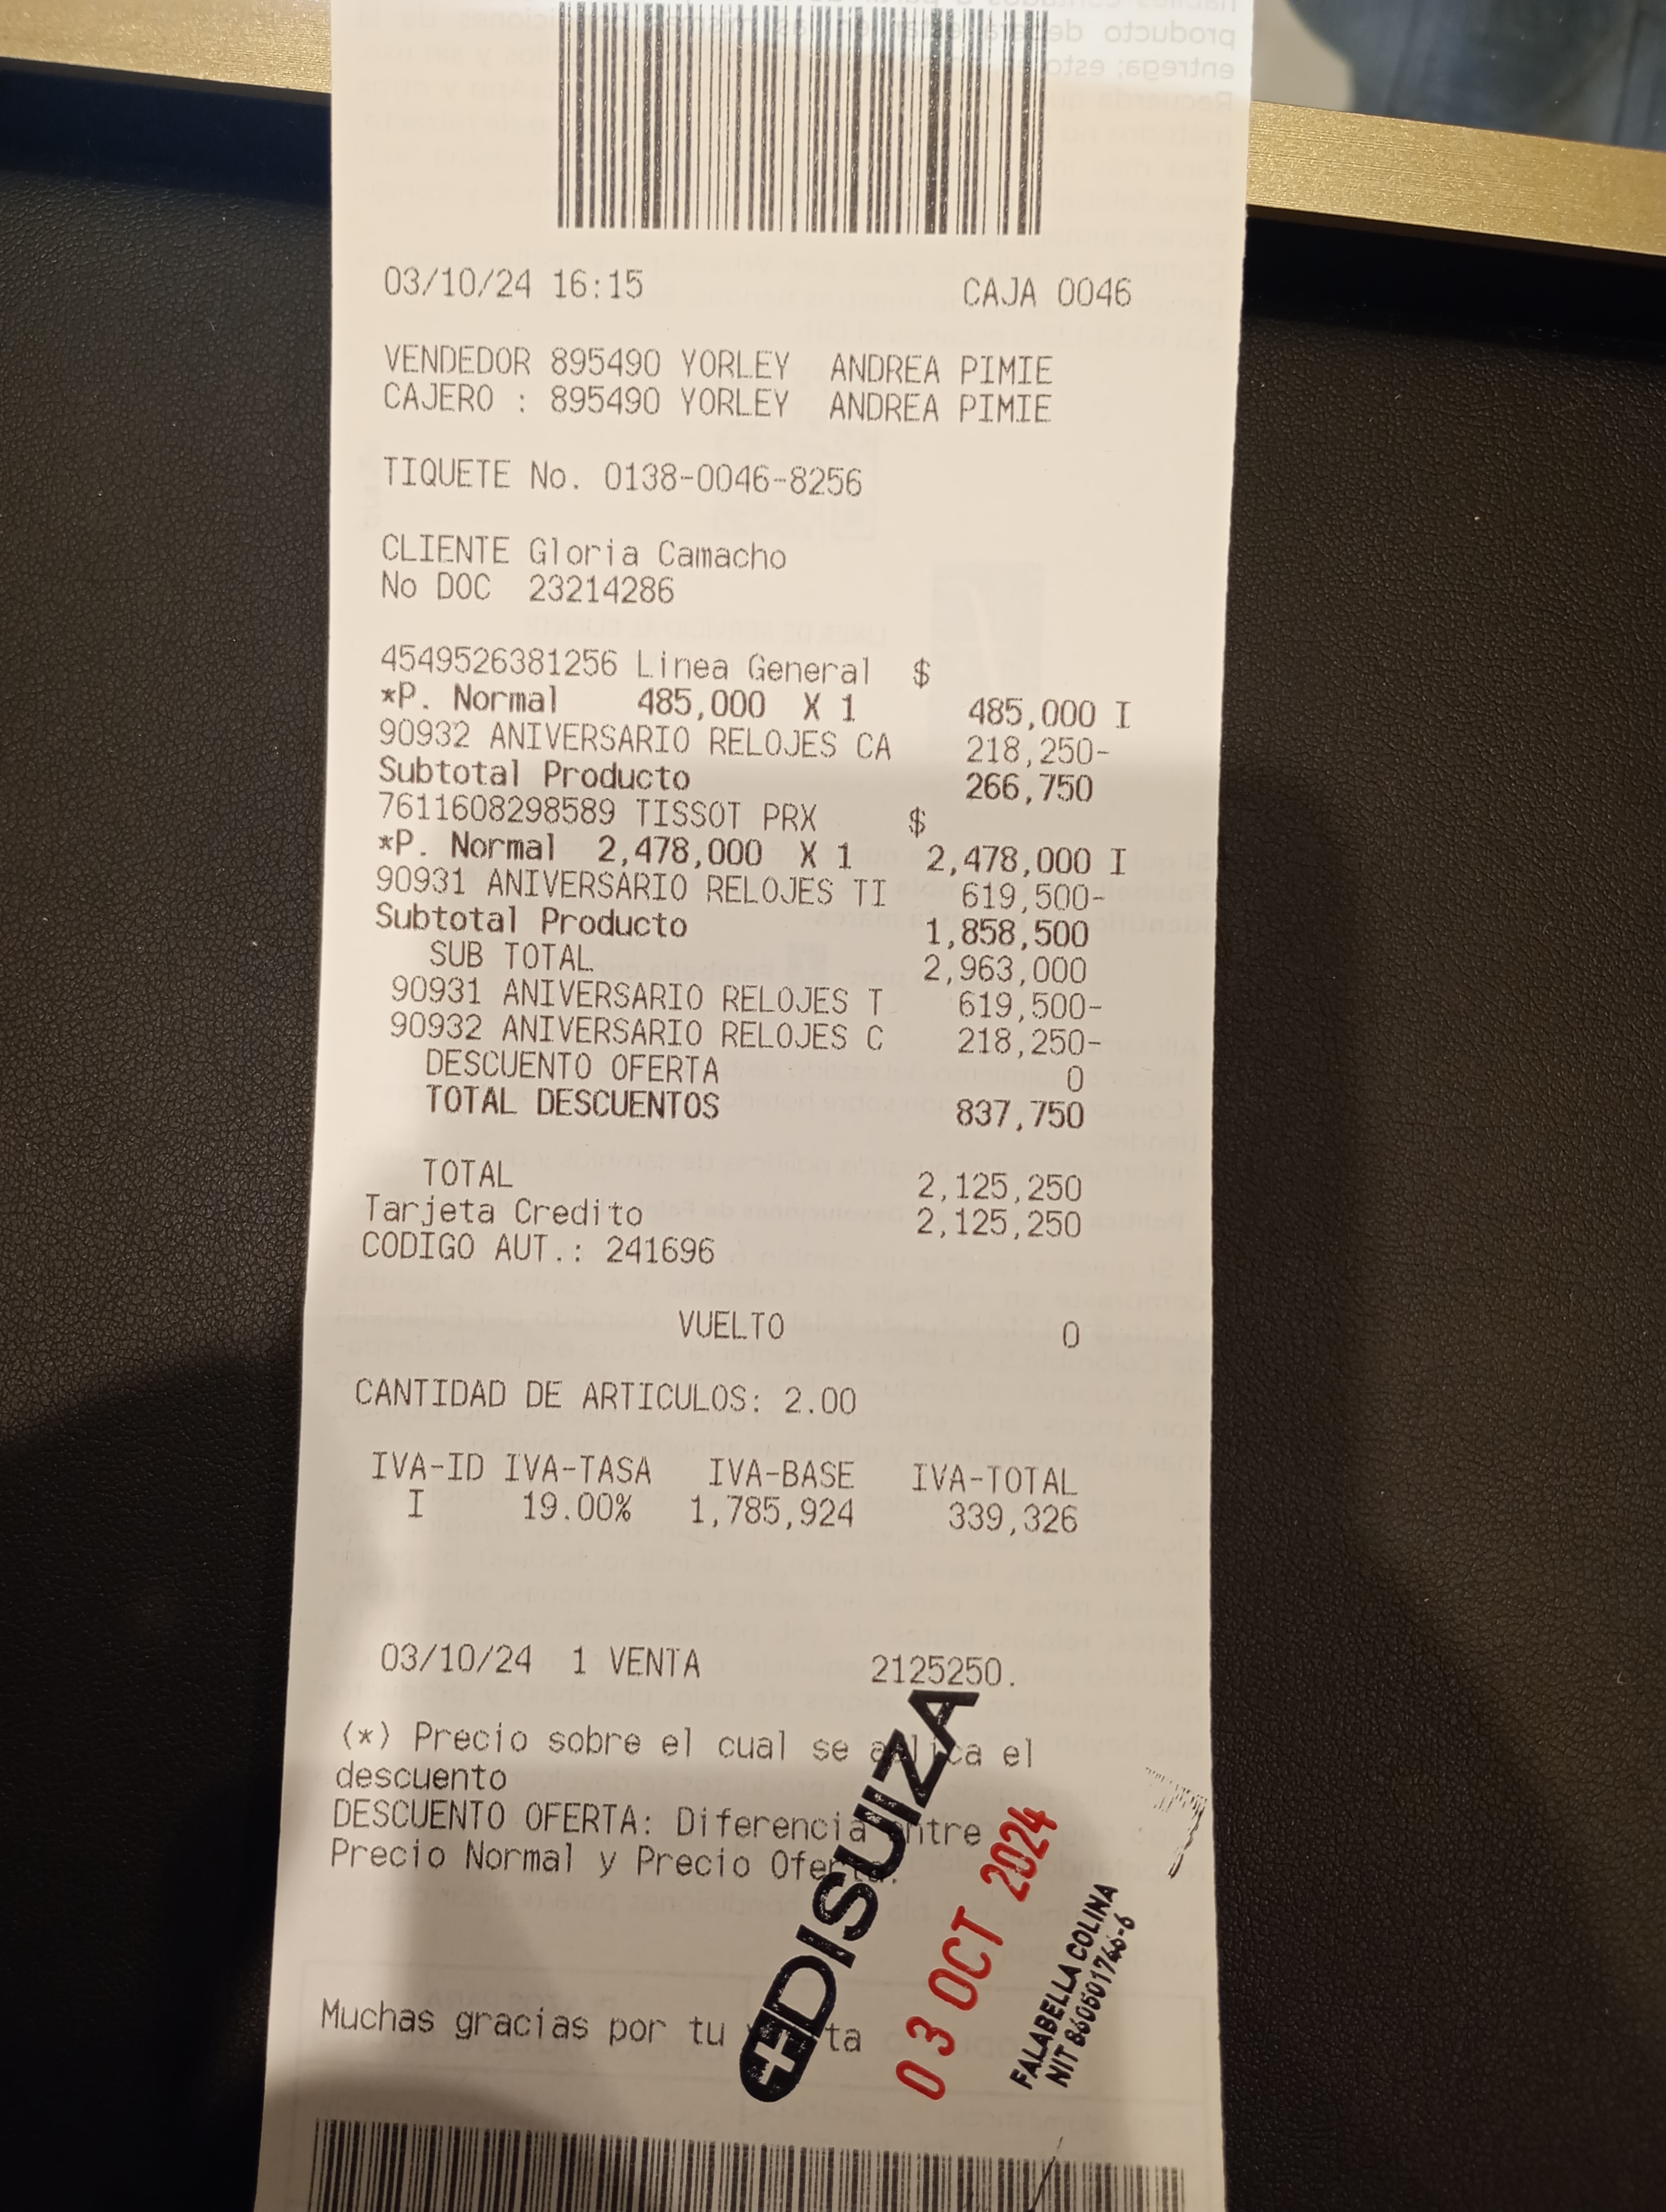 03/10/24 16:15 CAJA 0046
VENDEDOR 895490 YORLEY ANDREA PIMIE
CAJERO : 895490 YORLEY ANDREA PIMIE
TIQUETE No. 0138-0046-8256
CLIENTE Gloria Camacho
No DOC 23214286
4549526381256 Linea General $
*P. Normal 485,000 X 1 485,000 I
90932 ANIVERSARIO RELOJES CA 218,250-
Subtotal Producto 266,750
7611608298589 TISSOT PRX $
*P. Normal 2,478,000 X 1 2,478,000 I
90931 ANIVERSARIO RELOJES TI 619,500-
Subtotal Producto 1,858,500
SUB TOTAL 2,963,000
90931 ANIVERSARIO RELOJES T 619,500-
90932 ANIVERSARIO RELOJES C 218,250-
DESCUENTO OFERTA 0
TOTAL DESCUENTOS 837,750
TOTAL 2,125,250
Tarjeta Credito 2,125,250
CODIGO AUT.: 241696
VUELTO 0
CANTIDAD DE ARTICULOS: 2.00
IVA-ID IVA-TASA IVA-BASE IVA-TOTAL
I 19.00% 1,785,924 339,326
03/10/24 1 VENTA 2125250.
(*) Precio sobre el cual se aplica el
descuento
DESCUENTO OFERTA: Diferencia entre
Precio Normal y Precio Oferta.
Muchas gracias por tu
DISUIZA
03 OCT 2024
FALABELLA COLINA
NIT 860501746-6